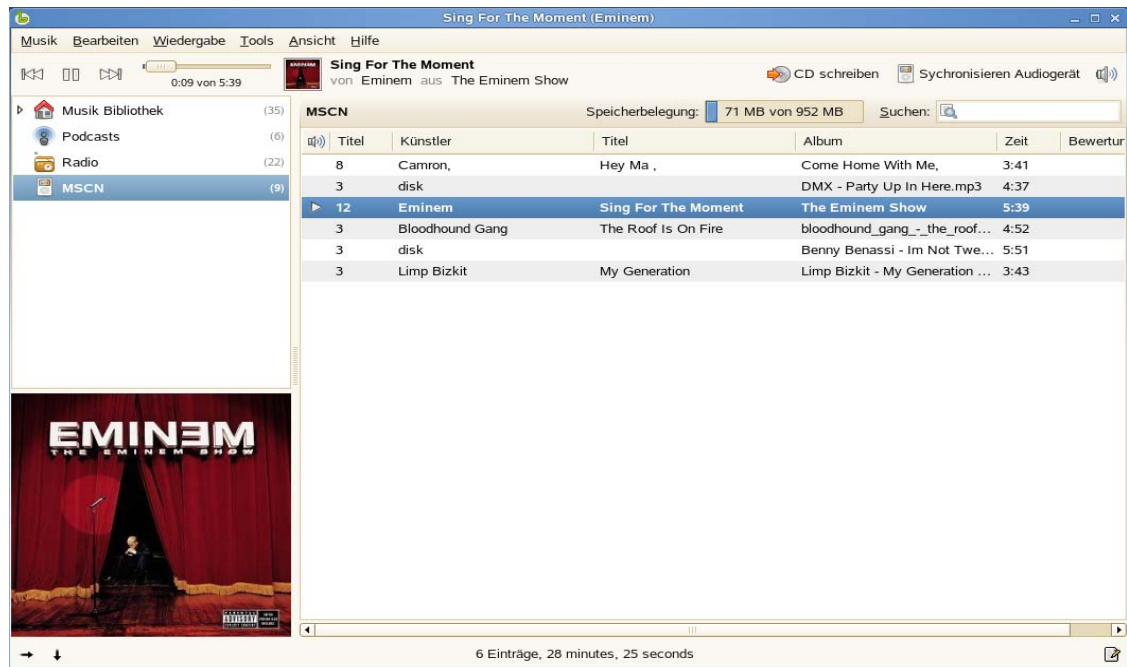 Sing For The Moment (Eminem)
Musik Bearbeiten Wiedergabe Tools Ansicht Hilfe
0:09 von 5:39
Sing For The Moment
von Eminem aus The Eminem Show
CD schreiben Sychronisieren Audiogerät
Musik Bibliothek (35)
Podcasts (6)
Radio (22)
MSCN (9)
MSCN Speicherbelegung: 71 MB von 952 MB Suchen:
Titel Künstler Titel Album Zeit Bewertur
8 Camron, Hey Ma , Come Home With Me, 3:41
3 disk DMX - Party Up In Here.mp3 4:37
12 Eminem Sing For The Moment The Eminem Show 5:39
3 Bloodhound Gang The Roof Is On Fire bloodhound_gang_-_the_roof... 4:52
3 disk Benny Benassi - Im Not Twe... 5:51
3 Limp Bizkit My Generation Limp Bizkit - My Generation ... 3:43
EMINEM
THE EMINEM SHOW
PARENTAL
ADVISORY
EXPLICIT CONTENT
6 Einträge, 28 minutes, 25 seconds